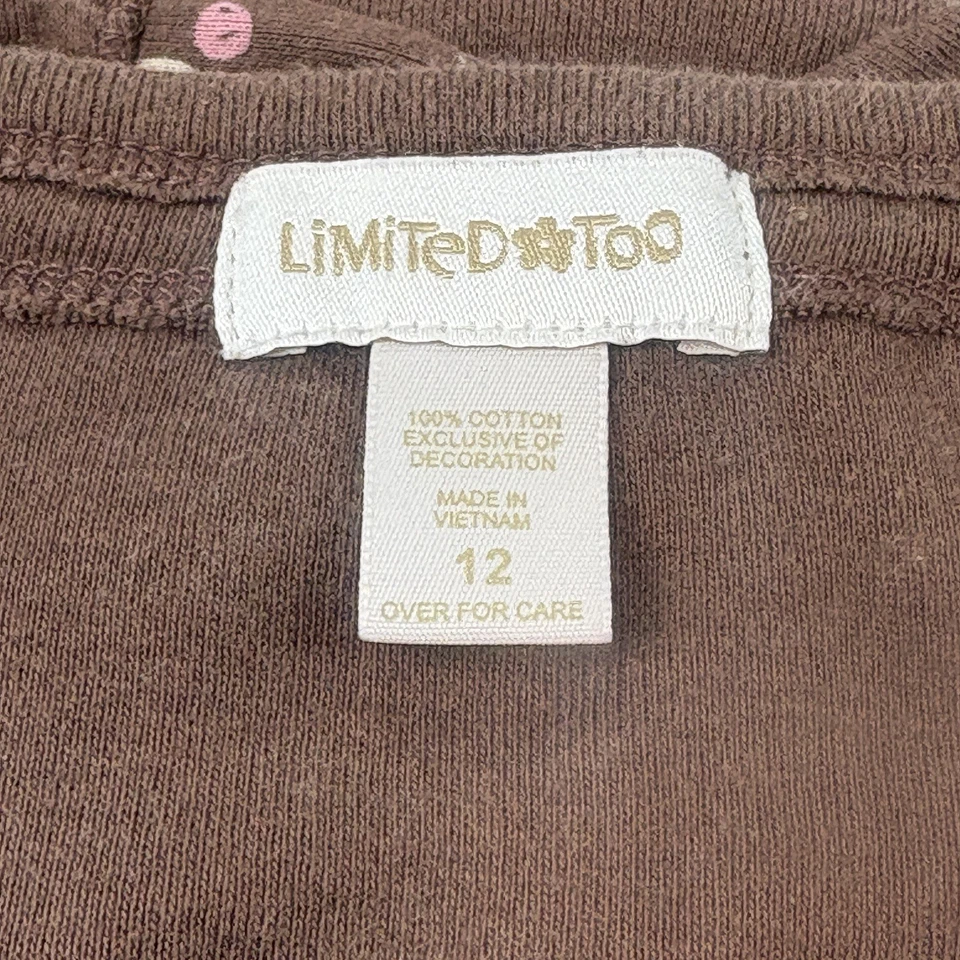 LiMiTeD TOO
100% COTTON
EXCLUSIVE OF
DECORATION
MADE IN
VIETNAM
12
OVER FOR CARE